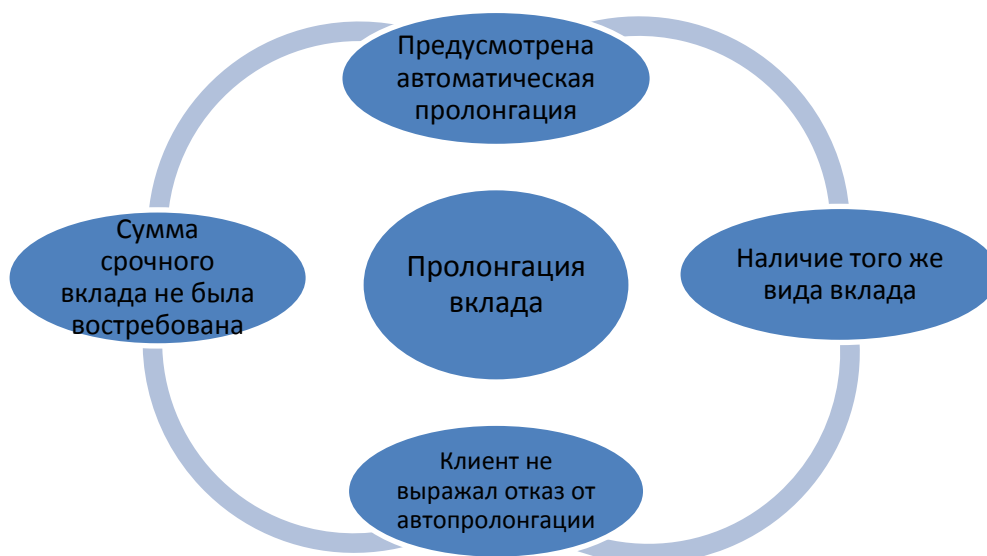 Предусмотрена
автоматическая
пролонгация
Сумма
срочного
вклада не была
востребована
Пролонгация
вклада
Наличие того же
вида вклада
Клиент не
выражал отказ от
автопролонгации